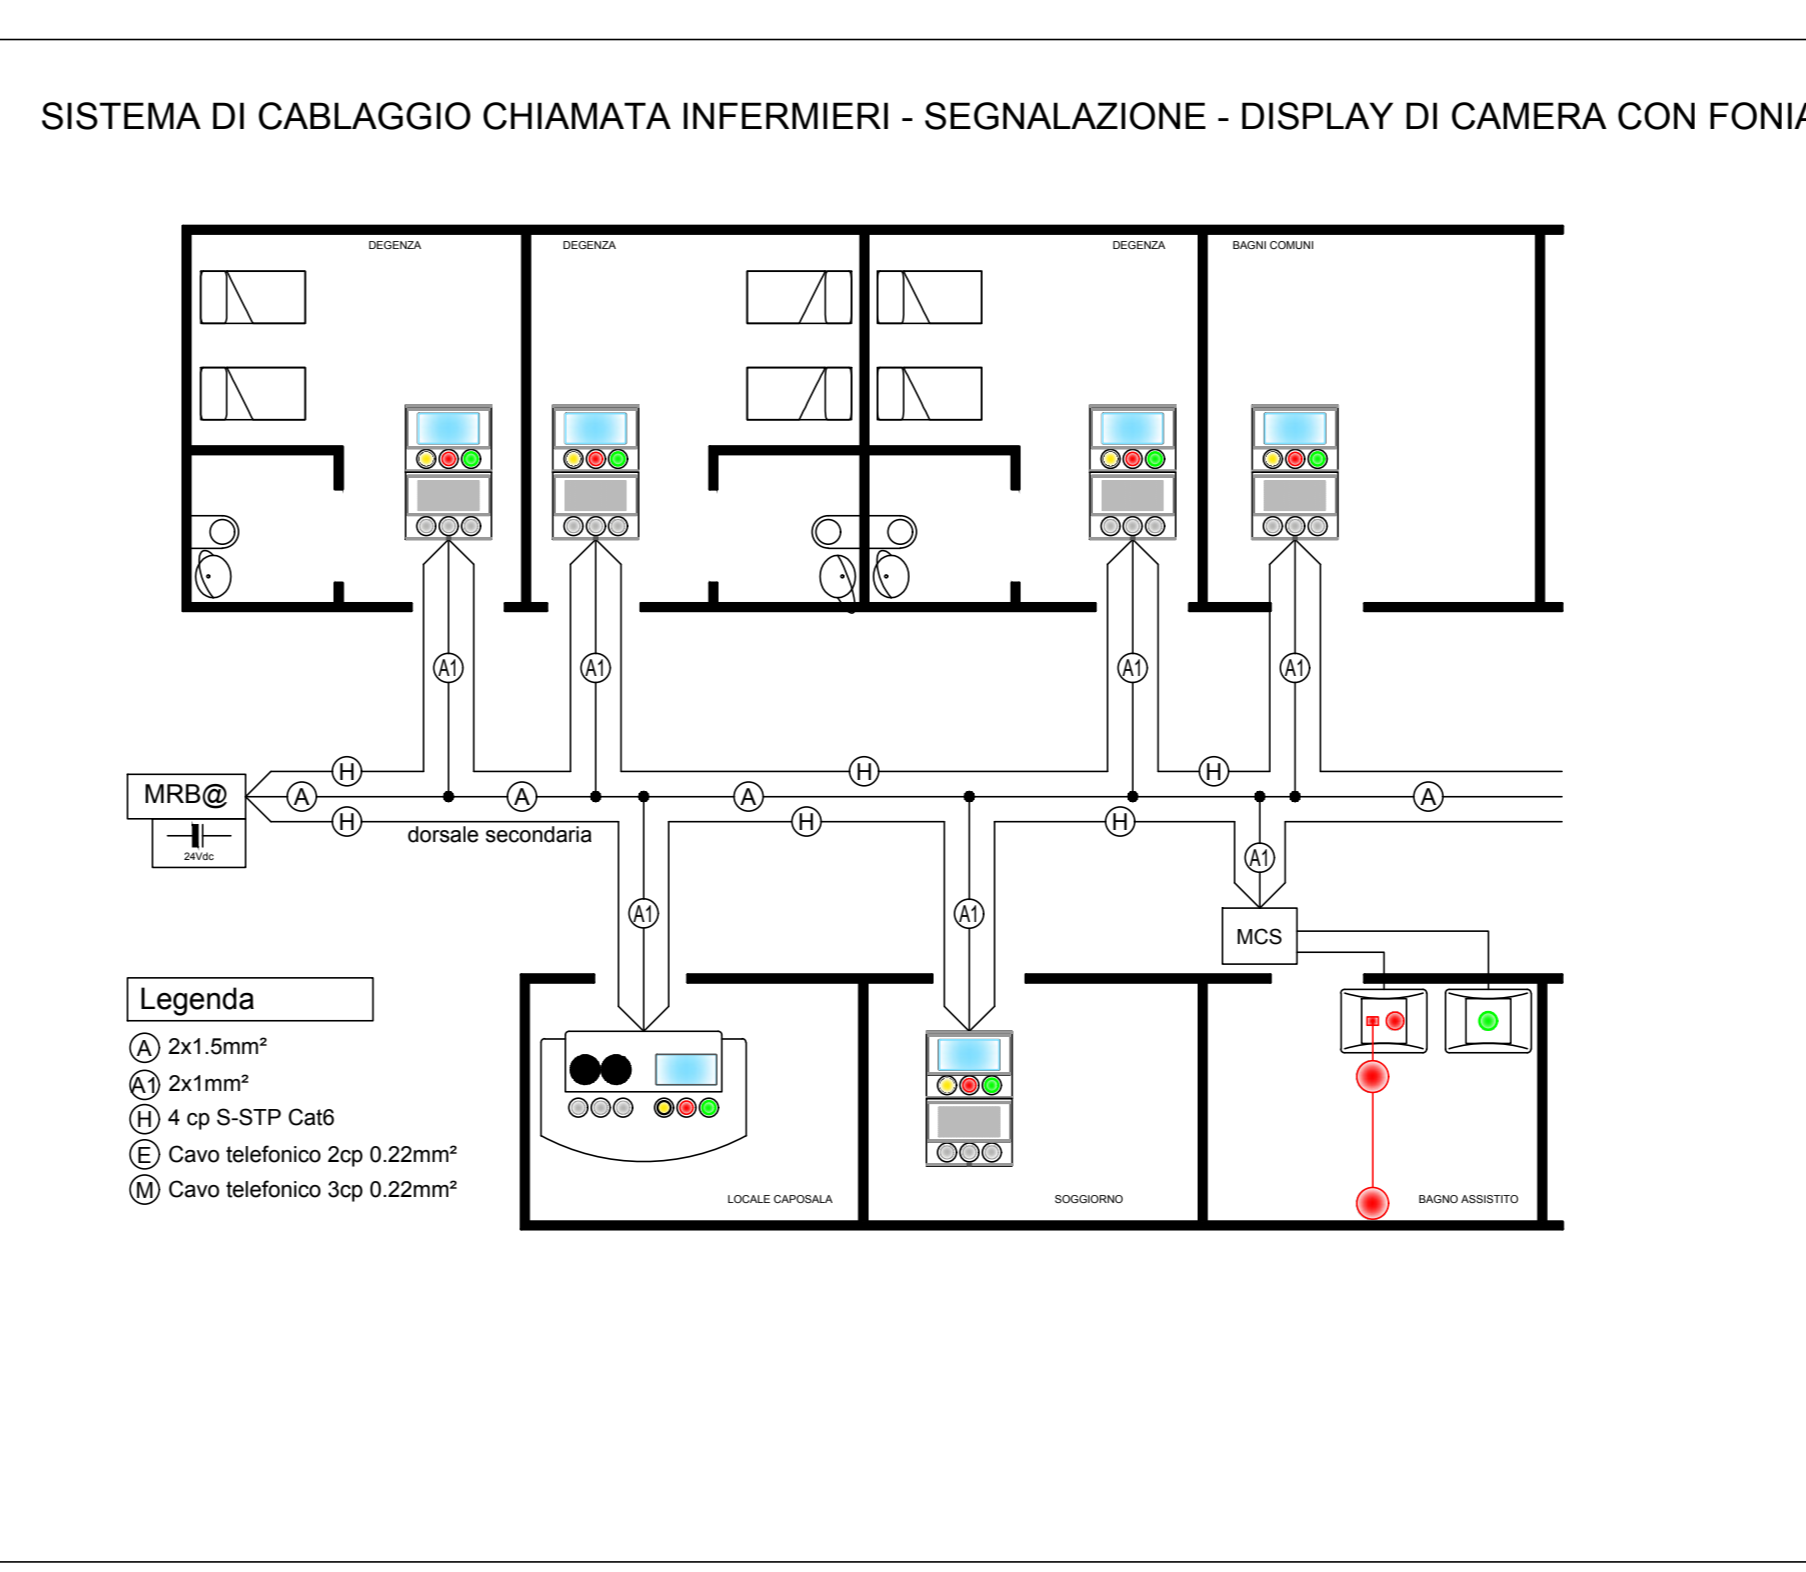 SISTEMA DI CABLAGGIO CHIAMATA INFERMIERI - SEGNALAZIONE - DISPLAY DI CAMERA CON FONIA
DEGENZA
DEGENZA
DEGENZA
BAGNI COMUNI
A1
A1
A1
A1
H
H
H
MRB@
A
A
A
A
H
H
H
dorsale secondaria
24Vdc
A1
A1
A1
MCS
Legenda
A 2x1.5mm²
A1 2x1mm²
H 4 cp S-STP Cat6
E Cavo telefonico 2cp 0.22mm²
M Cavo telefonico 3cp 0.22mm²
LOCALE CAPOSALA
SOGGIORNO
BAGNO ASSISTITO